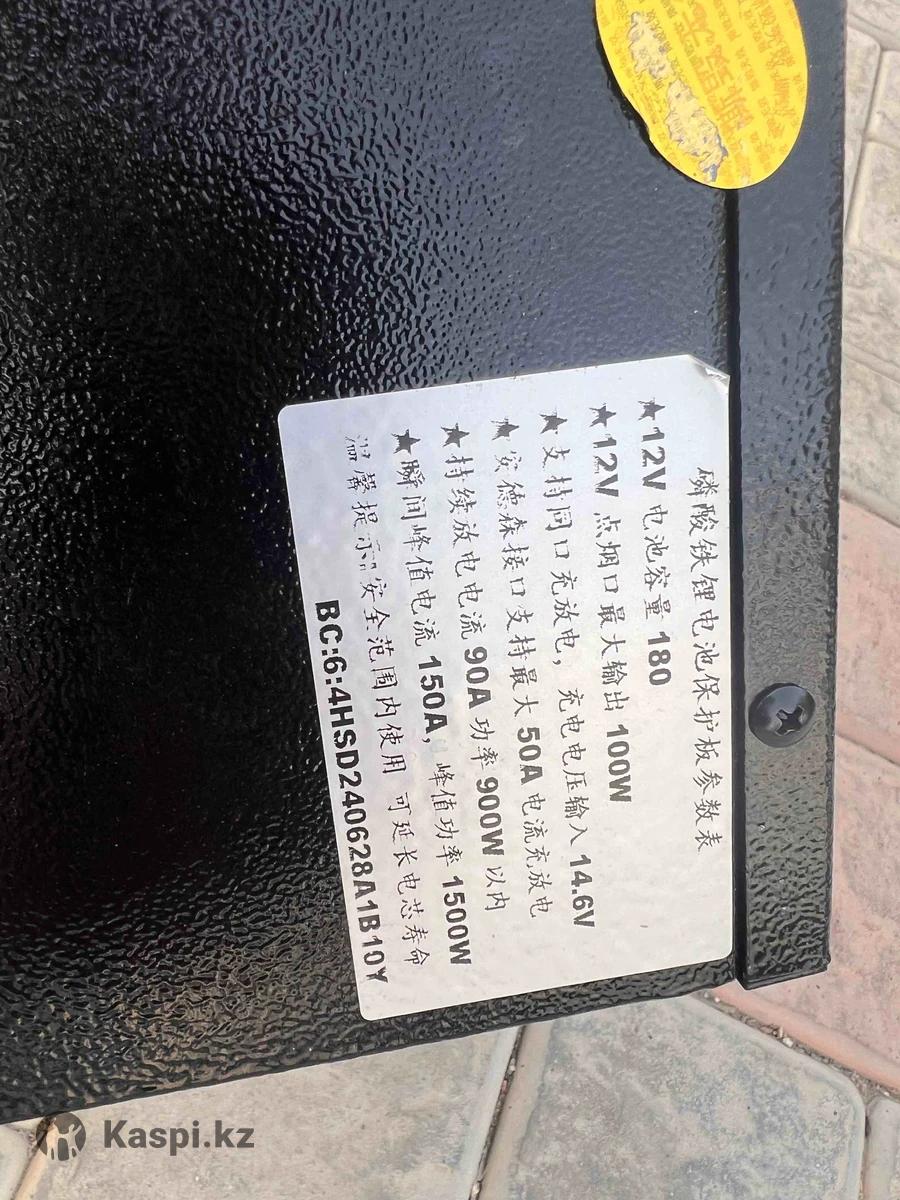 磷酸铁锂电池保护板参数表
★12V 电池容量 180
★12V 点烟口最大输出 100W
★支持同口充放电，充电电压输入 14.6V
★安德森接口支持最大 50A 电流充放电
★持续放电电流 90A 功率 900W 以内
★瞬间峰值电流 150A，峰值功率 1500W
温馨提示：安全范围内使用 可延长电芯寿命
BC:6:4HSD240628A1B10Y
Kaspi.kz